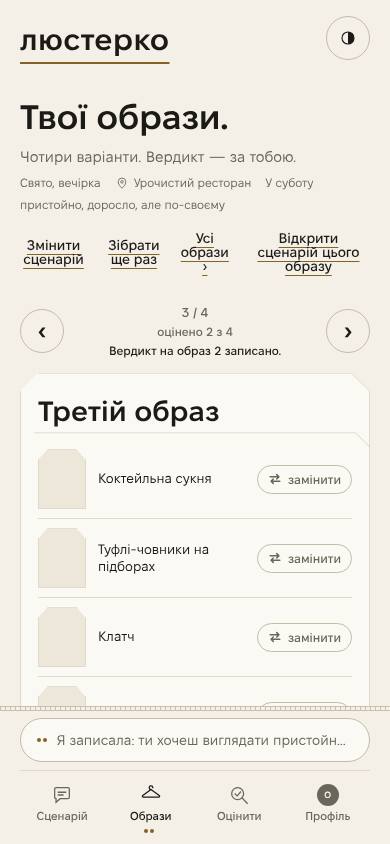 люстерко
Твої образи.
Чотири варіанти. Вердикт — за тобою.
Свято, вечірка Урочистий ресторан У суботу
пристойно, доросло, але по-своєму
Змінити сценарій
Зібрати ще раз
Усі образи ›
Відкрити сценарій цього образу
‹
3 / 4
›
оцінено 2 з 4
Вердикт на образ 2 записано.
Третій образ
Коктейльна сукня замінити
Туфлі-човники на
підборах
замінити
Клатч замінити
Я записала: ти хочеш виглядати пристойн...
Сценарій Образи Оцінити Профіль
О